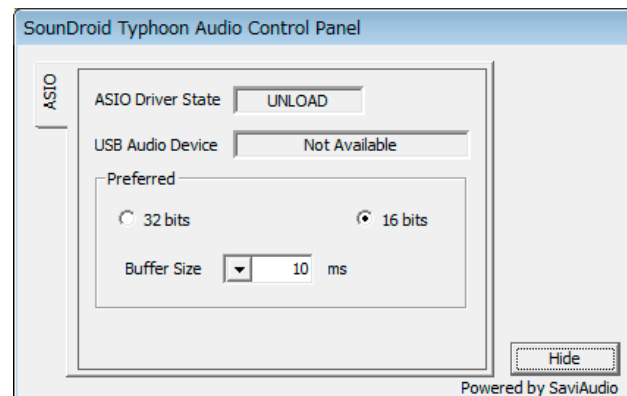 SounDroid Typhoon Audio Control Panel
ASIO
ASIO Driver State UNLOAD
USB Audio Device Not Available
Preferred
32 bits 16 bits
Buffer Size 10 ms
Hide
Powered by SaviAudio